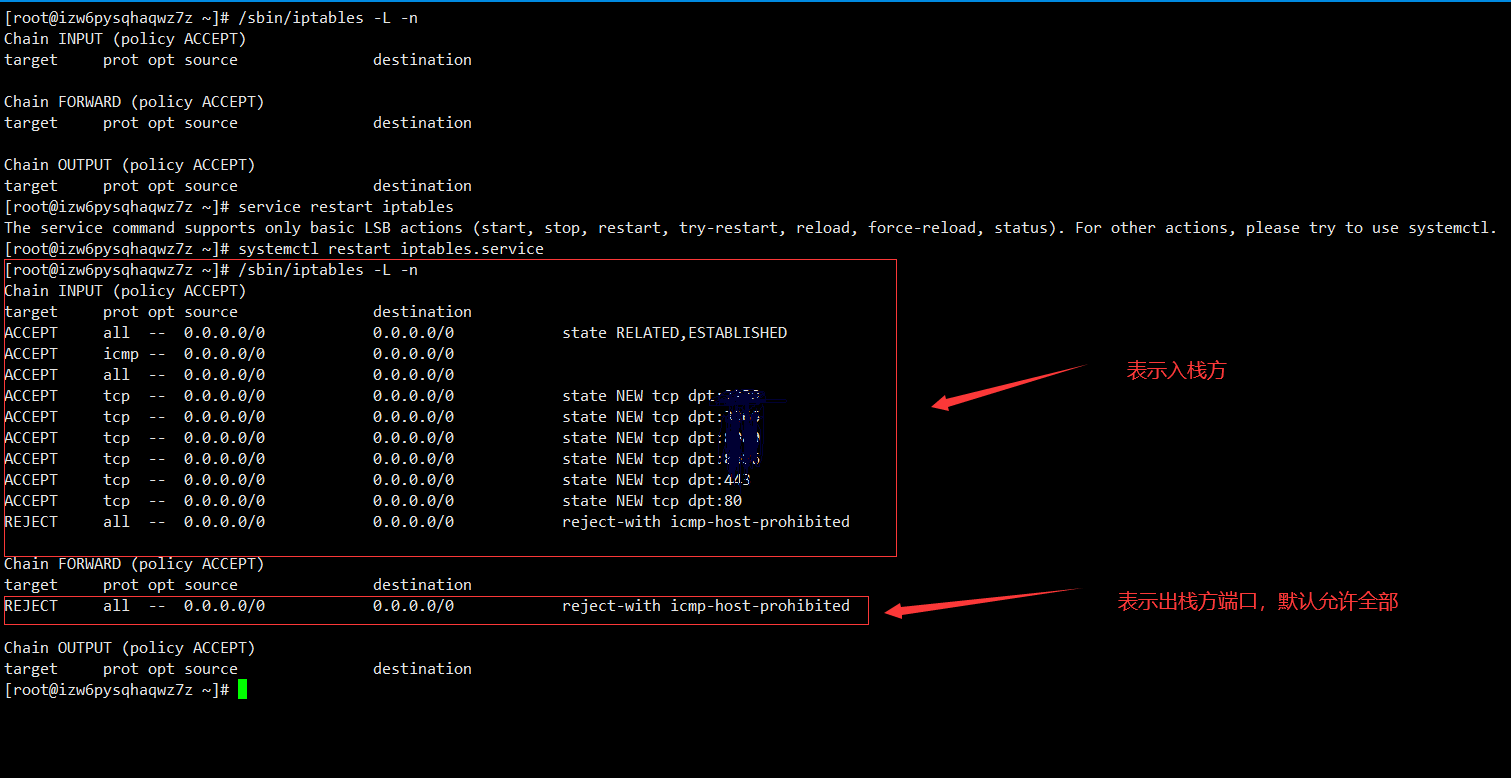 [root@izw6pysqhaqwz7z ~]# /sbin/iptables -L -n
Chain INPUT (policy ACCEPT)
target     prot opt source               destination
Chain FORWARD (policy ACCEPT)
target     prot opt source               destination
Chain OUTPUT (policy ACCEPT)
target     prot opt source               destination
[root@izw6pysqhaqwz7z ~]# service restart iptables
The service command supports only basic LSB actions (start, stop, restart, try-restart, reload, force-reload, status). For other actions, please try to use systemctl.
[root@izw6pysqhaqwz7z ~]# systemctl restart iptables.service
[root@izw6pysqhaqwz7z ~]# /sbin/iptables -L -n
Chain INPUT (policy ACCEPT)
target     prot opt source               destination
ACCEPT     all  --  0.0.0.0/0            0.0.0.0/0            state RELATED,ESTABLISHED
ACCEPT     icmp --  0.0.0.0/0            0.0.0.0/0
表示入栈方
ACCEPT     all  --  0.0.0.0/0            0.0.0.0/0
ACCEPT     tcp  --  0.0.0.0/0            0.0.0.0/0            state NEW tcp dpt:
ACCEPT     tcp  --  0.0.0.0/0            0.0.0.0/0            state NEW tcp dpt:
ACCEPT     tcp  --  0.0.0.0/0            0.0.0.0/0            state NEW tcp dpt:
ACCEPT     tcp  --  0.0.0.0/0            0.0.0.0/0            state NEW tcp dpt:
ACCEPT     tcp  --  0.0.0.0/0            0.0.0.0/0            state NEW tcp dpt:443
ACCEPT     tcp  --  0.0.0.0/0            0.0.0.0/0            state NEW tcp dpt:80
REJECT     all  --  0.0.0.0/0            0.0.0.0/0            reject-with icmp-host-prohibited
Chain FORWARD (policy ACCEPT)
target     prot opt source               destination
REJECT     all  --  0.0.0.0/0            0.0.0.0/0            reject-with icmp-host-prohibited
表示出栈方端口，默认允许全部
Chain OUTPUT (policy ACCEPT)
target     prot opt source               destination
[root@izw6pysqhaqwz7z ~]#